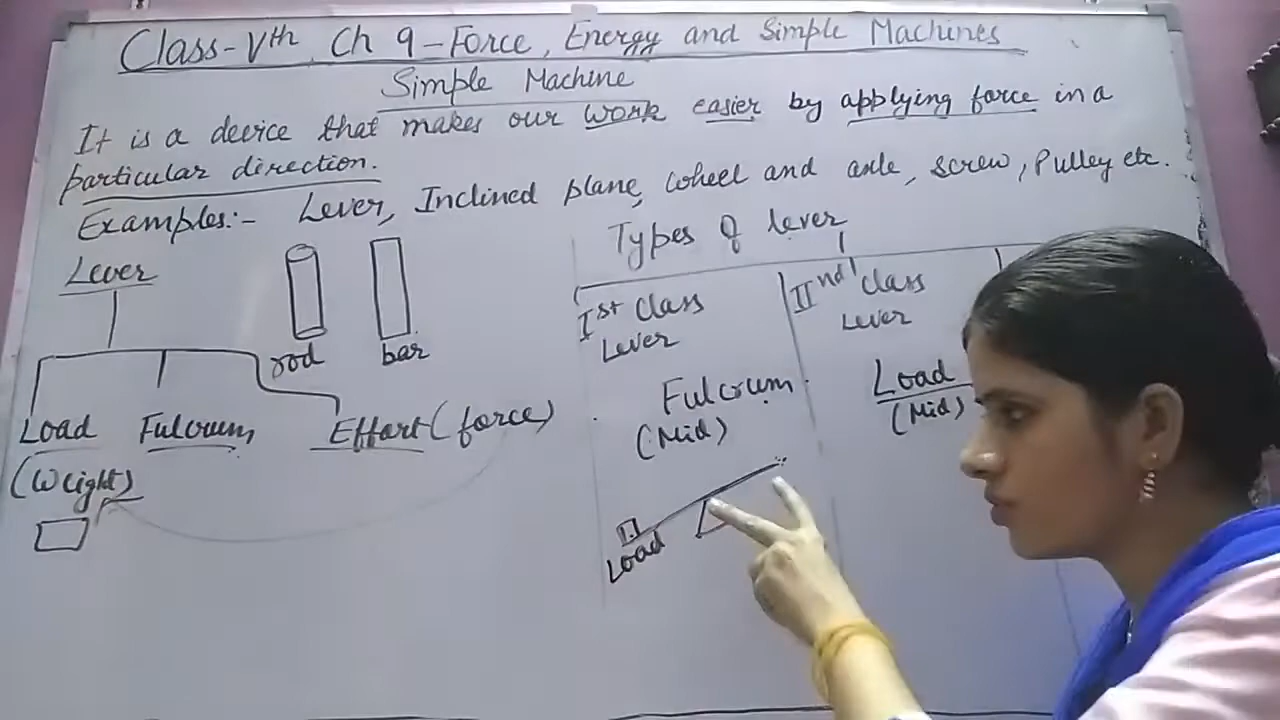 Class-Vth Ch 9 - Force, Energy and Simple Machines
Simple Machine
It is a device that makes our work easier by applying force in a
particular direction.
Examples:- Lever, Inclined plane, wheel and axle, screw, Pulley etc.
Lever
rod
bar
Load Fulcrum, Effort (force)
(Weight)
Types of lever
Ist Class
Lever
Fulcrum
(Mid)
Load
IInd Class
Lever
Load
(Mid)